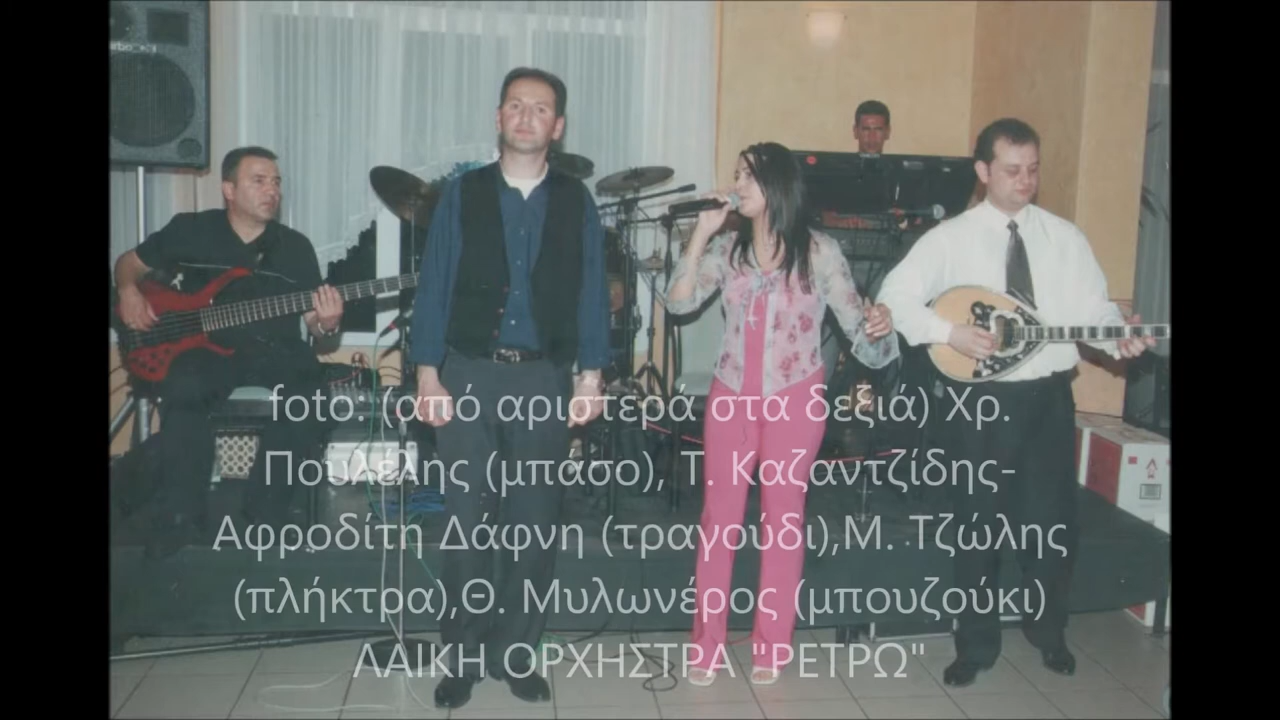 foto: (από αριστερά στα δεξιά) Χρ.
Πουλέλης (μπάσο), Τ. Καζαντζίδης-
Αφροδίτη Δάφνη (τραγούδι),Μ. Τζώλης
(πλήκτρα),Θ. Μυλωνέρος (μπουζούκι)
ΛΑΙΚΗ ΟΡΧΗΣΤΡΑ "ΡΕΤΡΩ"